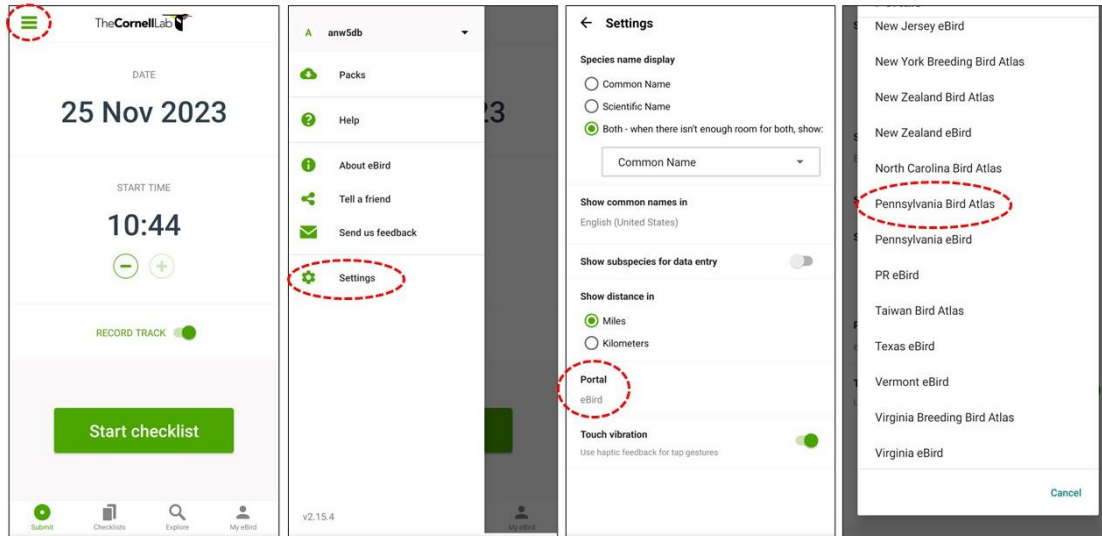 TheCornellLab
DATE
25 Nov 2023
START TIME
10:44
RECORD TRACK
Start checklist
Submit
Checklists
Explore
My eBird
A anw5db
Packs
Help
23
About eBird
Tell a friend
Send us feedback
Settings
v2.15.4
My eBird
Settings
Species name display
Common Name
Scientific Name
Both - when there isn't enough room for both, show:
Common Name
Show common names in
English (United States)
Show subspecies for data entry
Show distance in
Miles
Kilometers
Portal
eBird
Touch vibration
Use haptic feedback for tap gestures
New Jersey eBird
New York Breeding Bird Atlas
New Zealand Bird Atlas
New Zealand eBird
North Carolina Bird Atlas
Pennsylvania Bird Atlas
Pennsylvania eBird
PR eBird
Taiwan Bird Atlas
Texas eBird
Vermont eBird
Virginia Breeding Bird Atlas
Virginia eBird
Cancel